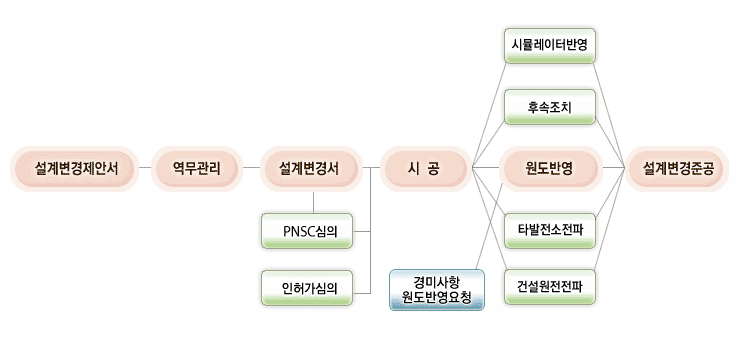 시뮬레이터반영
후속조치
설계변경제안서
역무관리
설계변경서
시 공
원도반영
설계변경준공
PNSC심의
타발전소전파
인허가심의
경미사항
원도반영요청
건설원전전파